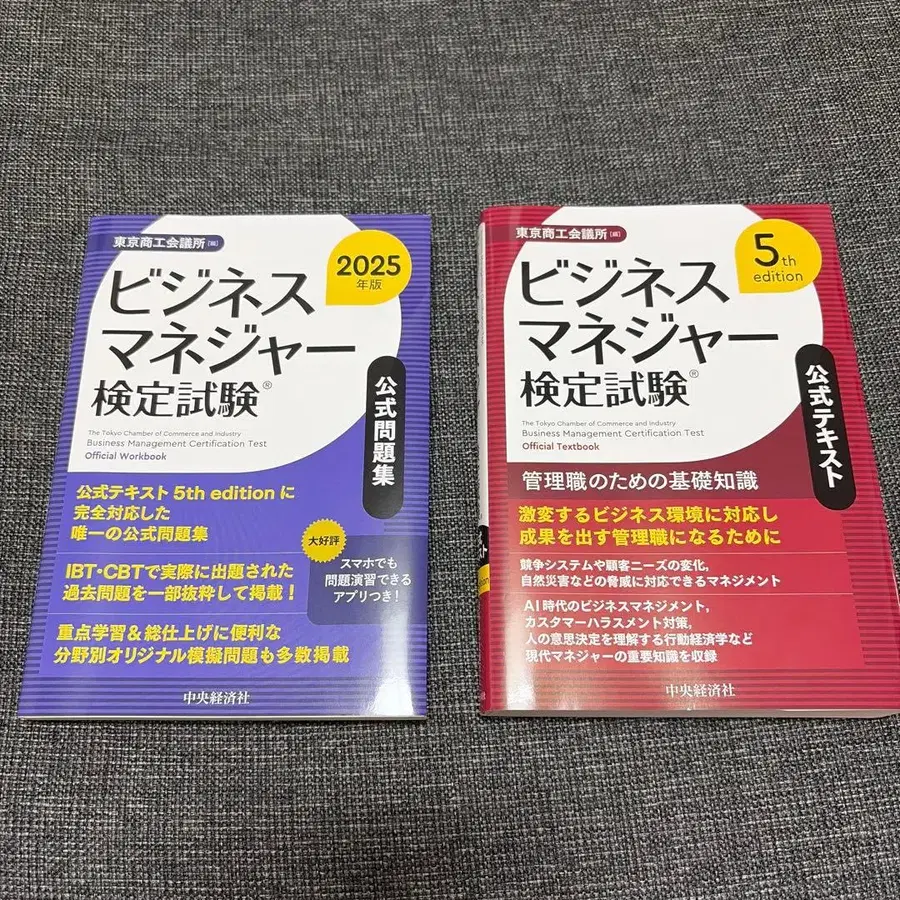 東京商工会議所[編]
2025
年版
ビジネス
マネジャー
検定試験®
The Tokyo Chamber of Commerce and Industry
Business Management Certification Test
Official Workbook
公式問題集
公式テキスト 5th editionに
完全対応した
唯一の公式問題集
大好評
スマホでも
問題演習できる
アプリつき!
IBT・CBTで実際に出題された
過去問題を一部抜粋して掲載!
重点学習&総仕上げに便利な
分野別オリジナル模擬問題も多数掲載
中央経済社
東京商工会議所[編]
5th
edition
ビジネス
マネジャー
検定試験®
The Tokyo Chamber of Commerce and Industry
Business Management Certification Test
Official Textbook
公式テキスト
管理職のための基礎知識
激変するビジネス環境に対応し
成果を出す管理職になるために
競争システムや顧客ニーズの変化,
自然災害などの脅威に対応できるマネジメント
AI時代のビジネスマネジメント,
カスタマーハラスメント対策,
人の意思決定を理解する行動経済学など
現代マネジャーの重要知識を収録
中央経済社